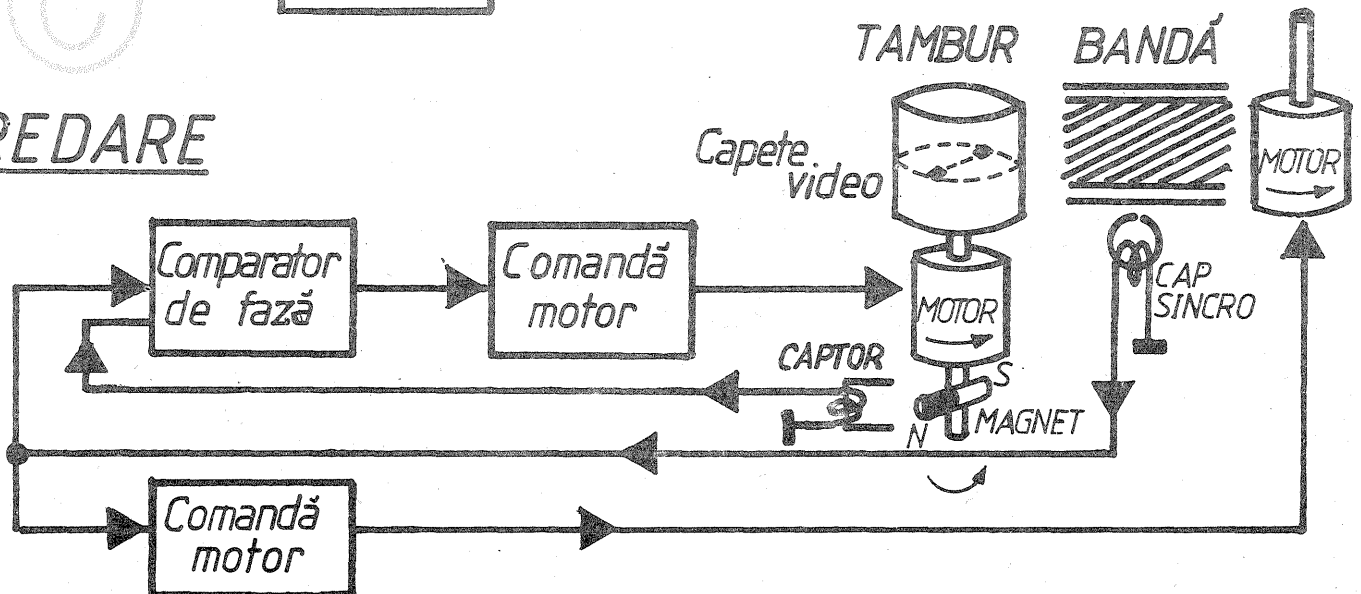 TAMBUR BANDĂ
REDARE
Capete
video
MOTOR
Comparator
de fază
Comandă
motor
MOTOR
CAP
SINCRO
CAPTOR
S
N
MAGNET
Comandă
motor
©